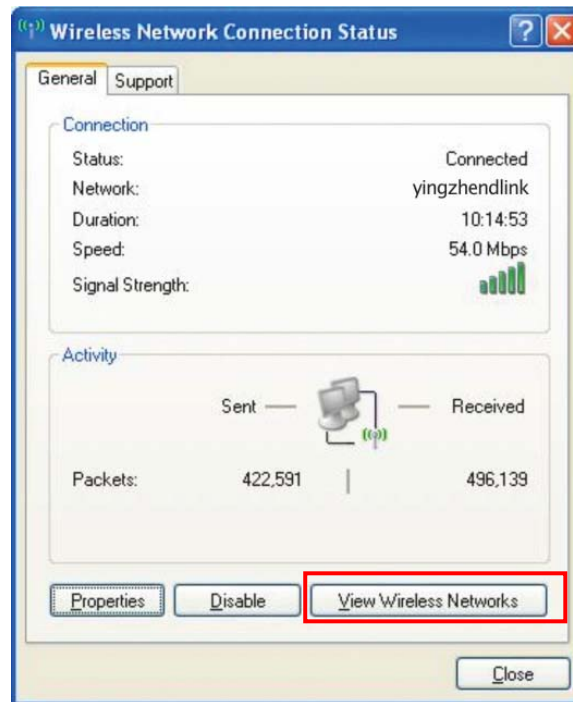 Wireless Network Connection Status
General Support
Connection
Status: Connected
Network: yingzhendlink
Duration: 10:14:53
Speed: 54.0 Mbps
Signal Strength:
Activity
Sent — — Received
Packets: 422,591 | 496,139
Properties Disable View Wireless Networks
Close